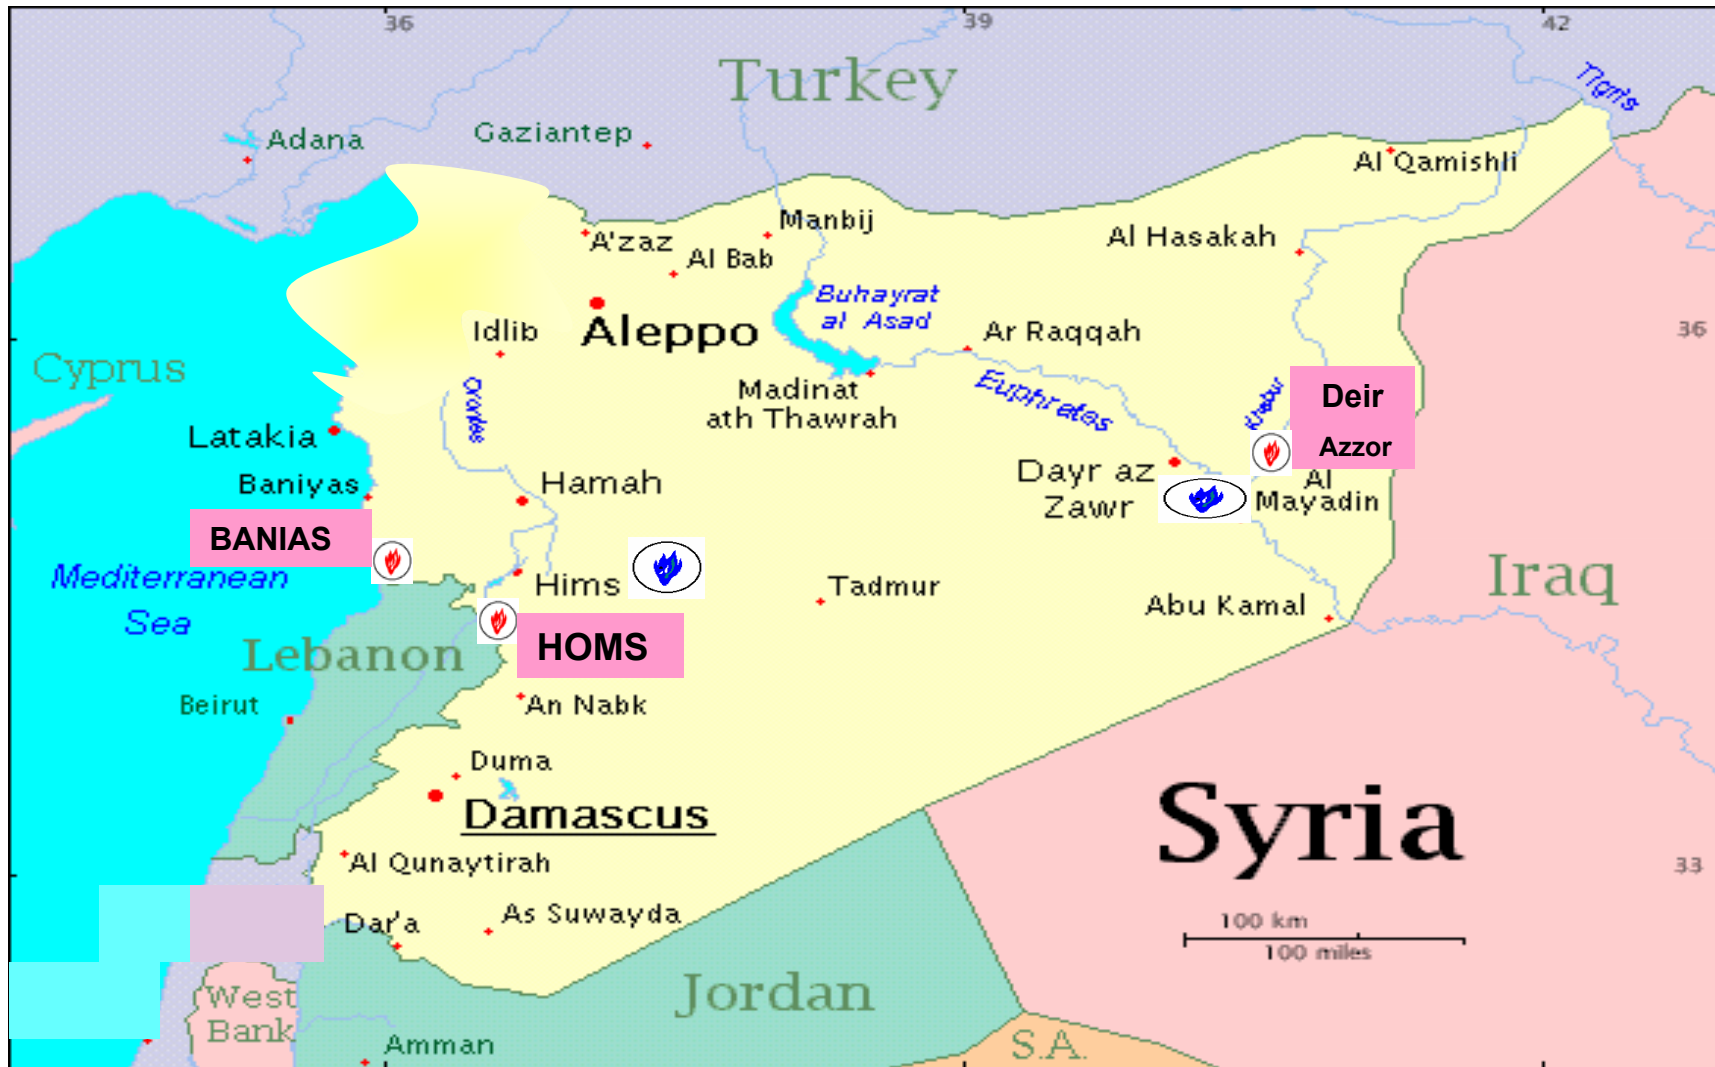 36
39
42
Turkey
Tigris
Adana
Gaziantep
Al Qamishli
Manbij
A'zaz
Al Bab
Al Hasakah
Buhayrat
al Asad
Idlib
Aleppo
Ar Raqqah
36
Cyprus
Madinat
ath Thawrah
Euphrates
Orontes
Deir
Azzor
Latakia
Baniyas
Hamah
Dayr az
Zawr
Al
Mayadin
BANIAS
Mediterranean
Sea
Hims
Tadmur
Abu Kamal
Iraq
HOMS
Lebanon
Beirut
An Nabk
Duma
Damascus
Syria
Al Qunaytirah
33
Dar'a
As Suwayda
100 km
100 miles
West
Bank
Jordan
Amman
S.A.